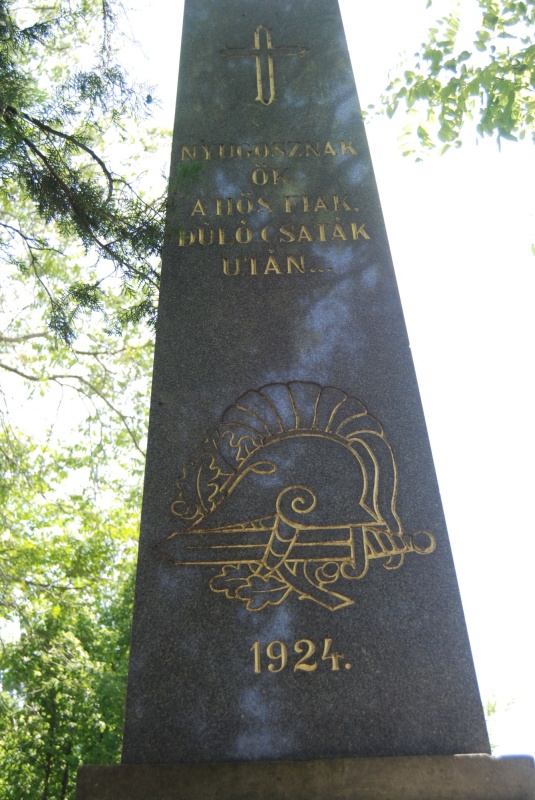 NYUGOSZNAK
ŐK
A HŐS FIAK,
DÚLÓ CSATÁK
UTÁN...
1924.